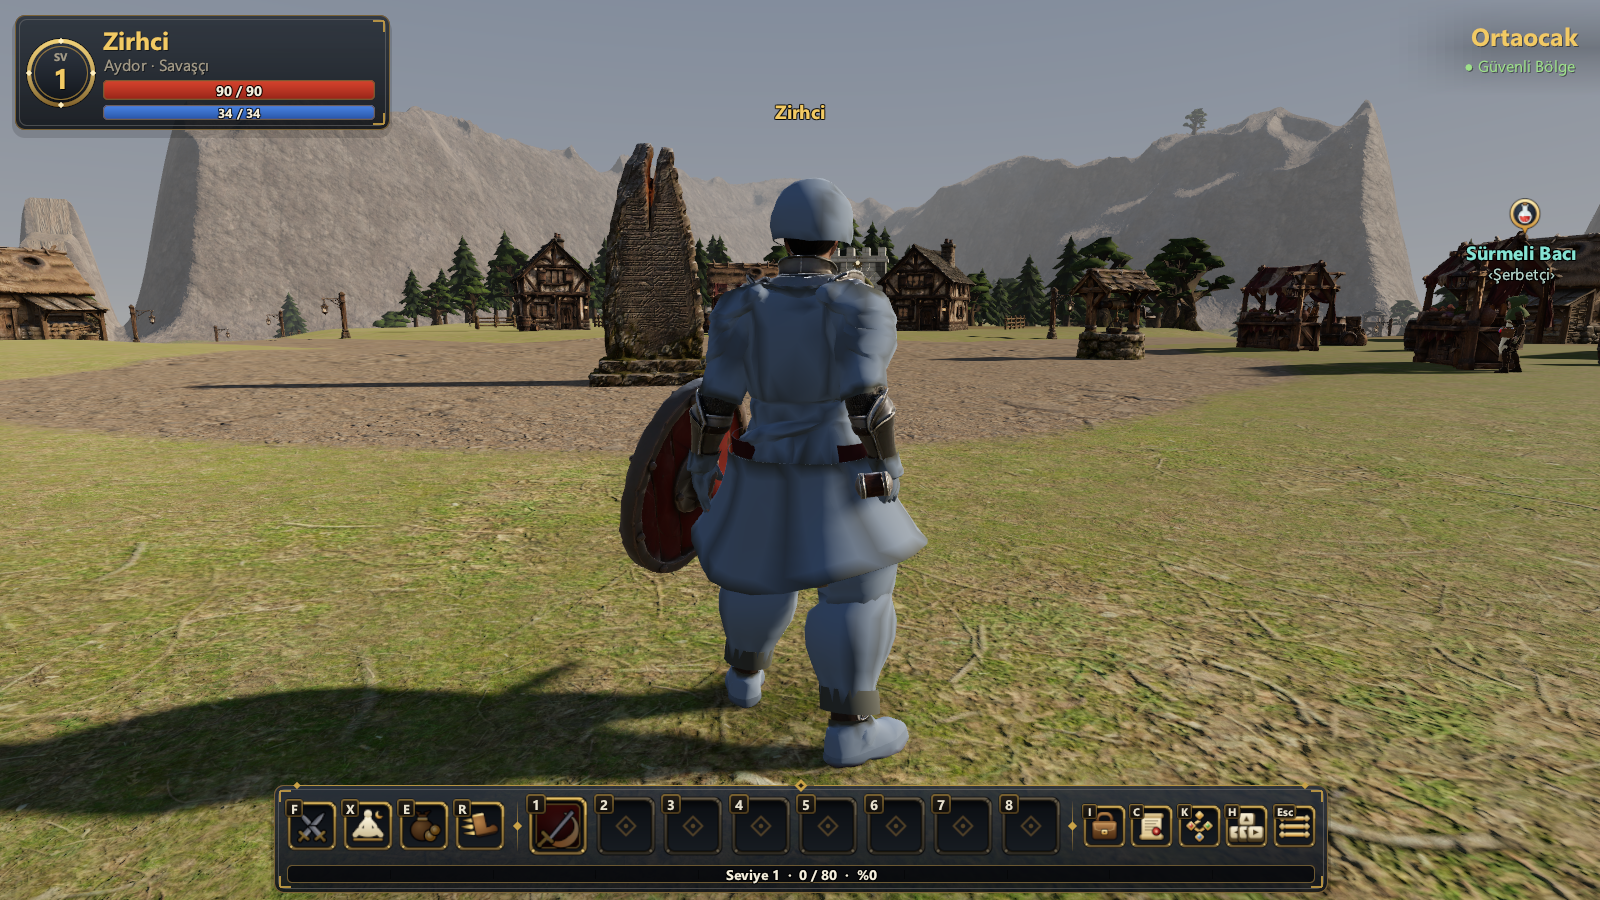 Zirhci
SV
1
Aydor · Savaşçı
90 / 90
34 / 34
Ortaocak
Güvenli Bölge
Zirhci
Sürmeli Bacı
‹Şerbetçi›
F
X
E
R
1
2
3
4
5
6
7
8
I
C
K
H
Esc
Seviye 1 · 0 / 80 · %0